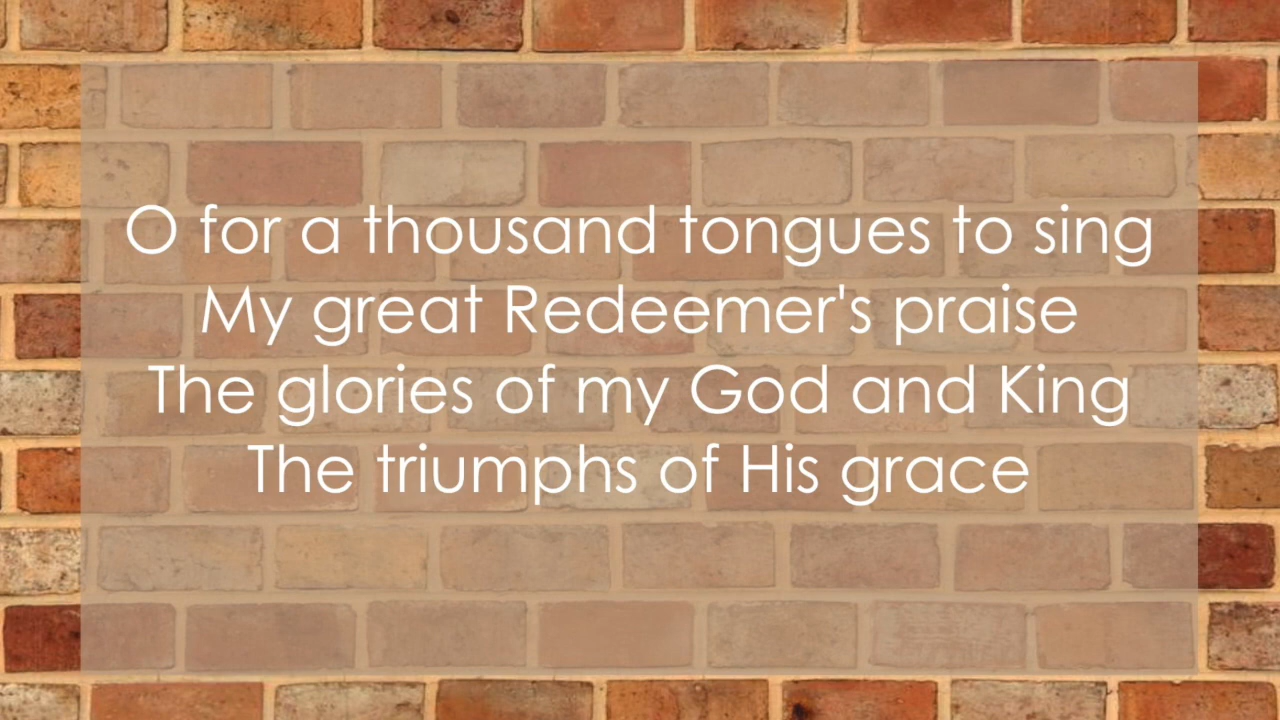 O for a thousand tongues to sing
My great Redeemer's praise
The glories of my God and King
The triumphs of His grace